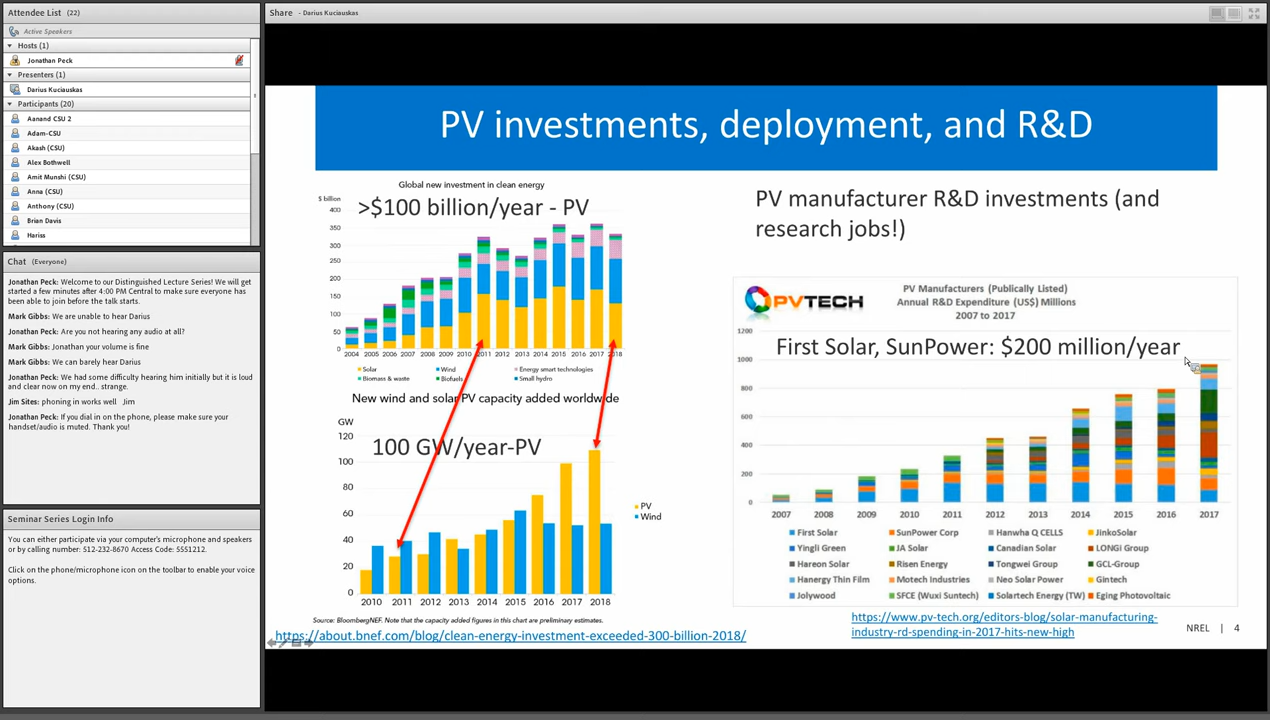 Attendee List (22)
Active Speakers
Hosts (1)
Jonathan Peck
Presenters (1)
Darius Kuciauskas
Participants (20)
Aanand CSU 2
Adam-CSU
Akash (CSU)
Alex Bothwell
Amit Munshi (CSU)
Anna (CSU)
Anthony (CSU)
Brian Davis
Hariss
Chat (Everyone)
Jonathan Peck: Welcome to our Distinguished Lecture Series! We will get
started a few minutes after 4:00 PM Central to make sure everyone has
been able to join before the talk starts.
Mark Gibbs: We are unable to hear Darius
Jonathan Peck: Are you not hearing any audio at all?
Mark Gibbs: Jonathan your volume is fine
Mark Gibbs: We can barely hear Darius
Jonathan Peck: We had some difficulty hearing him initially but it is loud
and clear now on my end.. strange.
Jim Sites: phoning in works well Jim
Jonathan Peck: If you dial in on the phone, please make sure your
handset/audio is muted. Thank you!
Seminar Series Login Info
You can either participate via your computer's microphone and speakers
or by calling number: 512-232-8670 Access Code: 5551212.
Click on the phone/microphone icon on the toolbar to enable your voice
options.
Share - Darius Kuciauskas
PV investments, deployment, and R&D
Global new investment in clean energy
$ billion
>$100 billion/year - PV
400
350
300
250
200
150
100
50
0
2004 2005 2006 2007 2008 2009 2010 2011 2012 2013 2014 2015 2016 2017 2018
Solar Wind Energy smart technologies
Biomass & waste Biofuels Small hydro
New wind and solar PV capacity added worldwide
GW
100 GW/year-PV
120
100
80
60
40
20
0
2010 2011 2012 2013 2014 2015 2016 2017 2018
PV
Wind
Source: BloombergNEF. Note that the capacity added figures in this chart are preliminary estimates.
https://about.bnef.com/blog/clean-energy-investment-exceeded-300-billion-2018/
PV manufacturer R&D investments (and
research jobs!)
PVTECH
PV Manufacturers (Publically Listed)
Annual R&D Expenditure (US$) Millions
2007 to 2017
First Solar, SunPower: $200 million/year
1200
1000
800
600
400
200
0
2007 2008 2009 2010 2011 2012 2013 2014 2015 2016 2017
First Solar SunPower Corp Hanwha Q CELLS JinkoSolar
Yingli Green JA Solar Canadian Solar LONGi Group
Hareon Solar Risen Energy Tongwei Group GCL-Group
Hanergy Thin Film Motech Industries Neo Solar Power Gintech
Jolywood SFCE (Wuxi Suntech) Solartech Energy (TW) Eging Photovoltaic
https://www.pv-tech.org/editors-blog/solar-manufacturing-
industry-rd-spending-in-2017-hits-new-high
NREL | 4